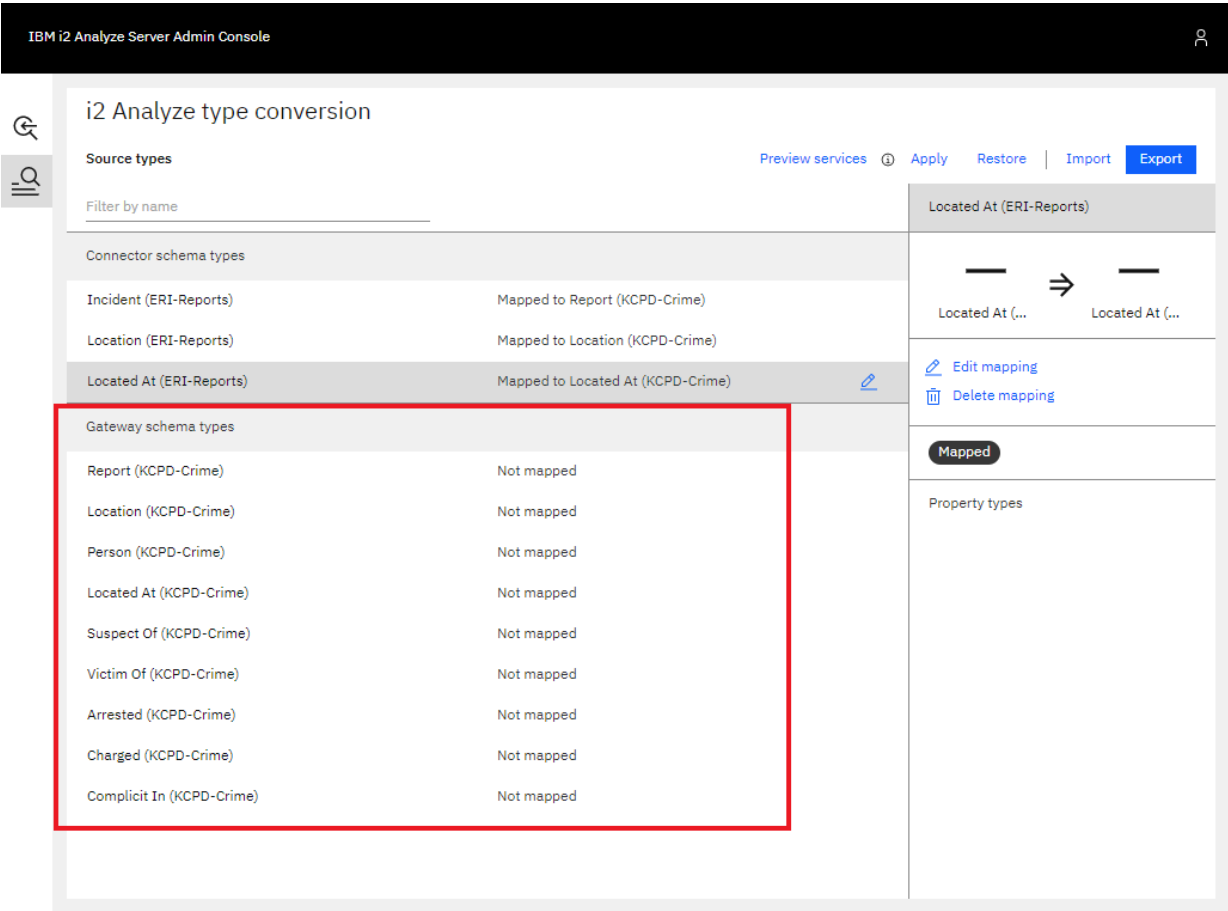 IBM i2 Analyze Server Admin Console
i2 Analyze type conversion
Source types
Preview services Apply Restore Import Export
Filter by name
Located At (ERI-Reports)
Connector schema types
Incident (ERI-Reports) Mapped to Report (KCPD-Crime)
Location (ERI-Reports) Mapped to Location (KCPD-Crime)
Located At (ERI-Reports) Mapped to Located At (KCPD-Crime)
Located At (... Located At (...
Edit mapping
Delete mapping
Mapped
Property types
Gateway schema types
Report (KCPD-Crime) Not mapped
Location (KCPD-Crime) Not mapped
Person (KCPD-Crime) Not mapped
Located At (KCPD-Crime) Not mapped
Suspect Of (KCPD-Crime) Not mapped
Victim Of (KCPD-Crime) Not mapped
Arrested (KCPD-Crime) Not mapped
Charged (KCPD-Crime) Not mapped
Complicit In (KCPD-Crime) Not mapped